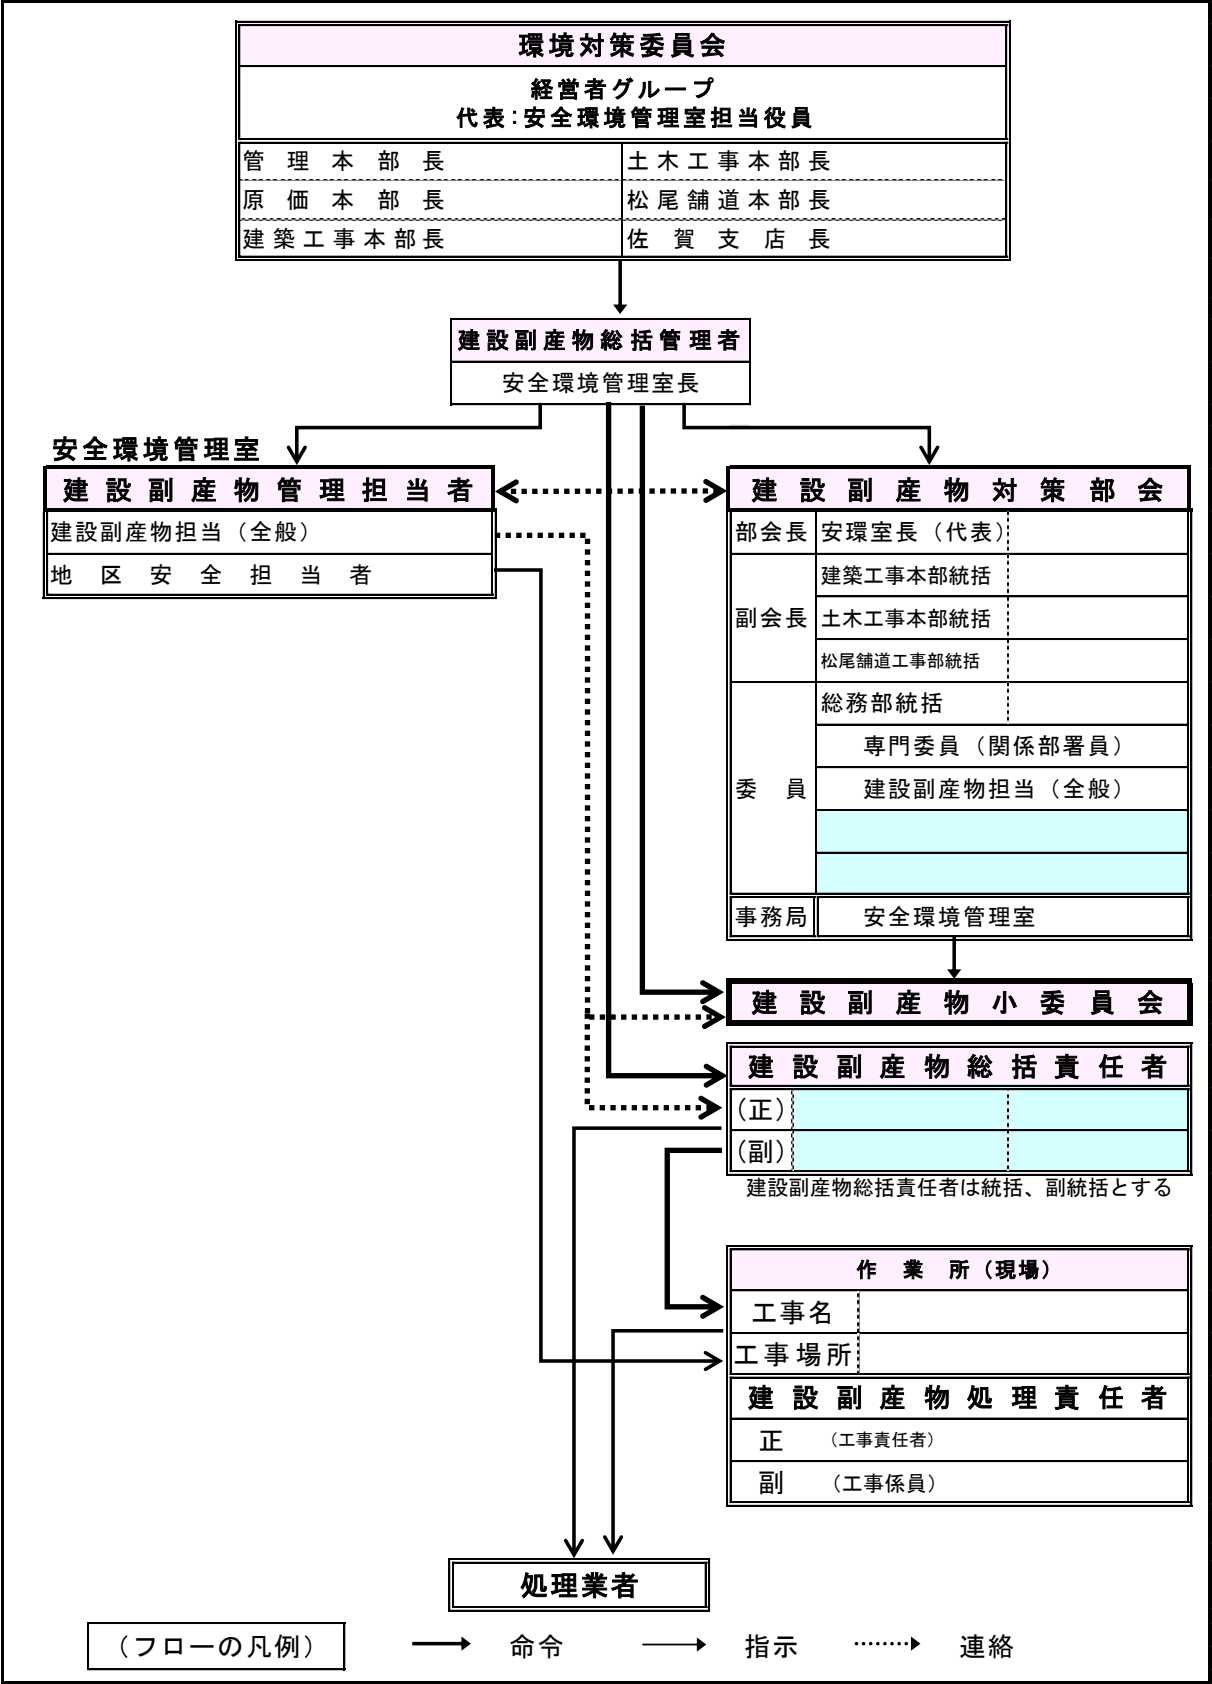 環境対策委員会
経営者グループ
代表:安全環境管理室担当役員
管理本部長 土木工事本部長
原価本部長 松尾舗道本部長
建築工事本部長 佐賀支店長
建設副産物総括管理者
安全環境管理室長
安全環境管理室
建設副産物管理担当者
建設副産物担当（全般）
地区安全担当者
建設副産物対策部会
部会長 安環室長（代表）
副会長 建築工事本部統括
土木工事本部統括
松尾舗道工事部統括
委員 総務部統括
専門委員（関係部署員）
建設副産物担当（全般）
事務局 安全環境管理室
建設副産物小委員会
建設副産物総括責任者
（正）
（副）
建設副産物総括責任者は統括、副統括とする
作業所（現場）
工事名
工事場所
建設副産物処理責任者
正 （工事責任者）
副 （工事係員）
処理業者
（フローの凡例） 命令 指示 連絡